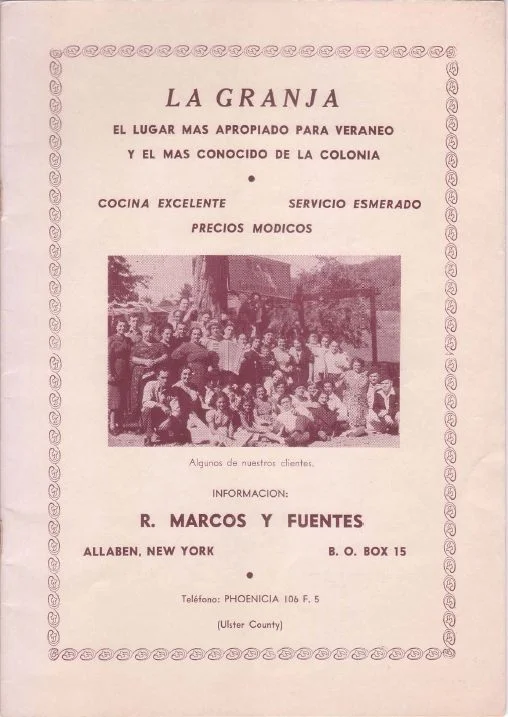 LA GRANJA
EL LUGAR MAS APROPIADO PARA VERANEO
Y EL MAS CONOCIDO DE LA COLONIA
COCINA EXCELENTE SERVICIO ESMERADO
PRECIOS MODICOS
Algunos de nuestros clientes.
INFORMACION:
R. MARCOS Y FUENTES
ALLABEN, NEW YORK B. O. BOX 15
Teléfono: PHOENICIA 106 F. 5
(Ulster County)